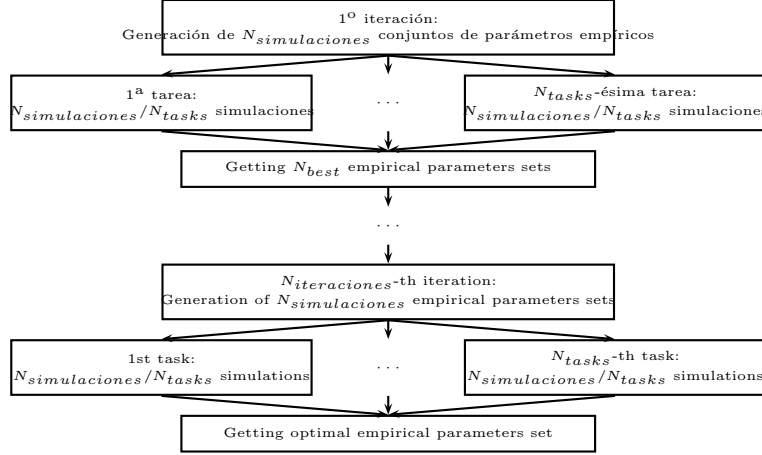 1º iteración:
Generación de N_simulaciones conjuntos de parámetros empíricos
1ª tarea:
N_simulaciones/N_tasks simulaciones
...
N_tasks-ésima tarea:
N_simulaciones/N_tasks simulaciones
Getting N_best empirical parameters sets
...
N_iteraciones-th iteration:
Generation of N_simulaciones empirical parameters sets
1st task:
N_simulaciones/N_tasks simulations
...
N_tasks-th task:
N_simulaciones/N_tasks simulations
Getting optimal empirical parameters set